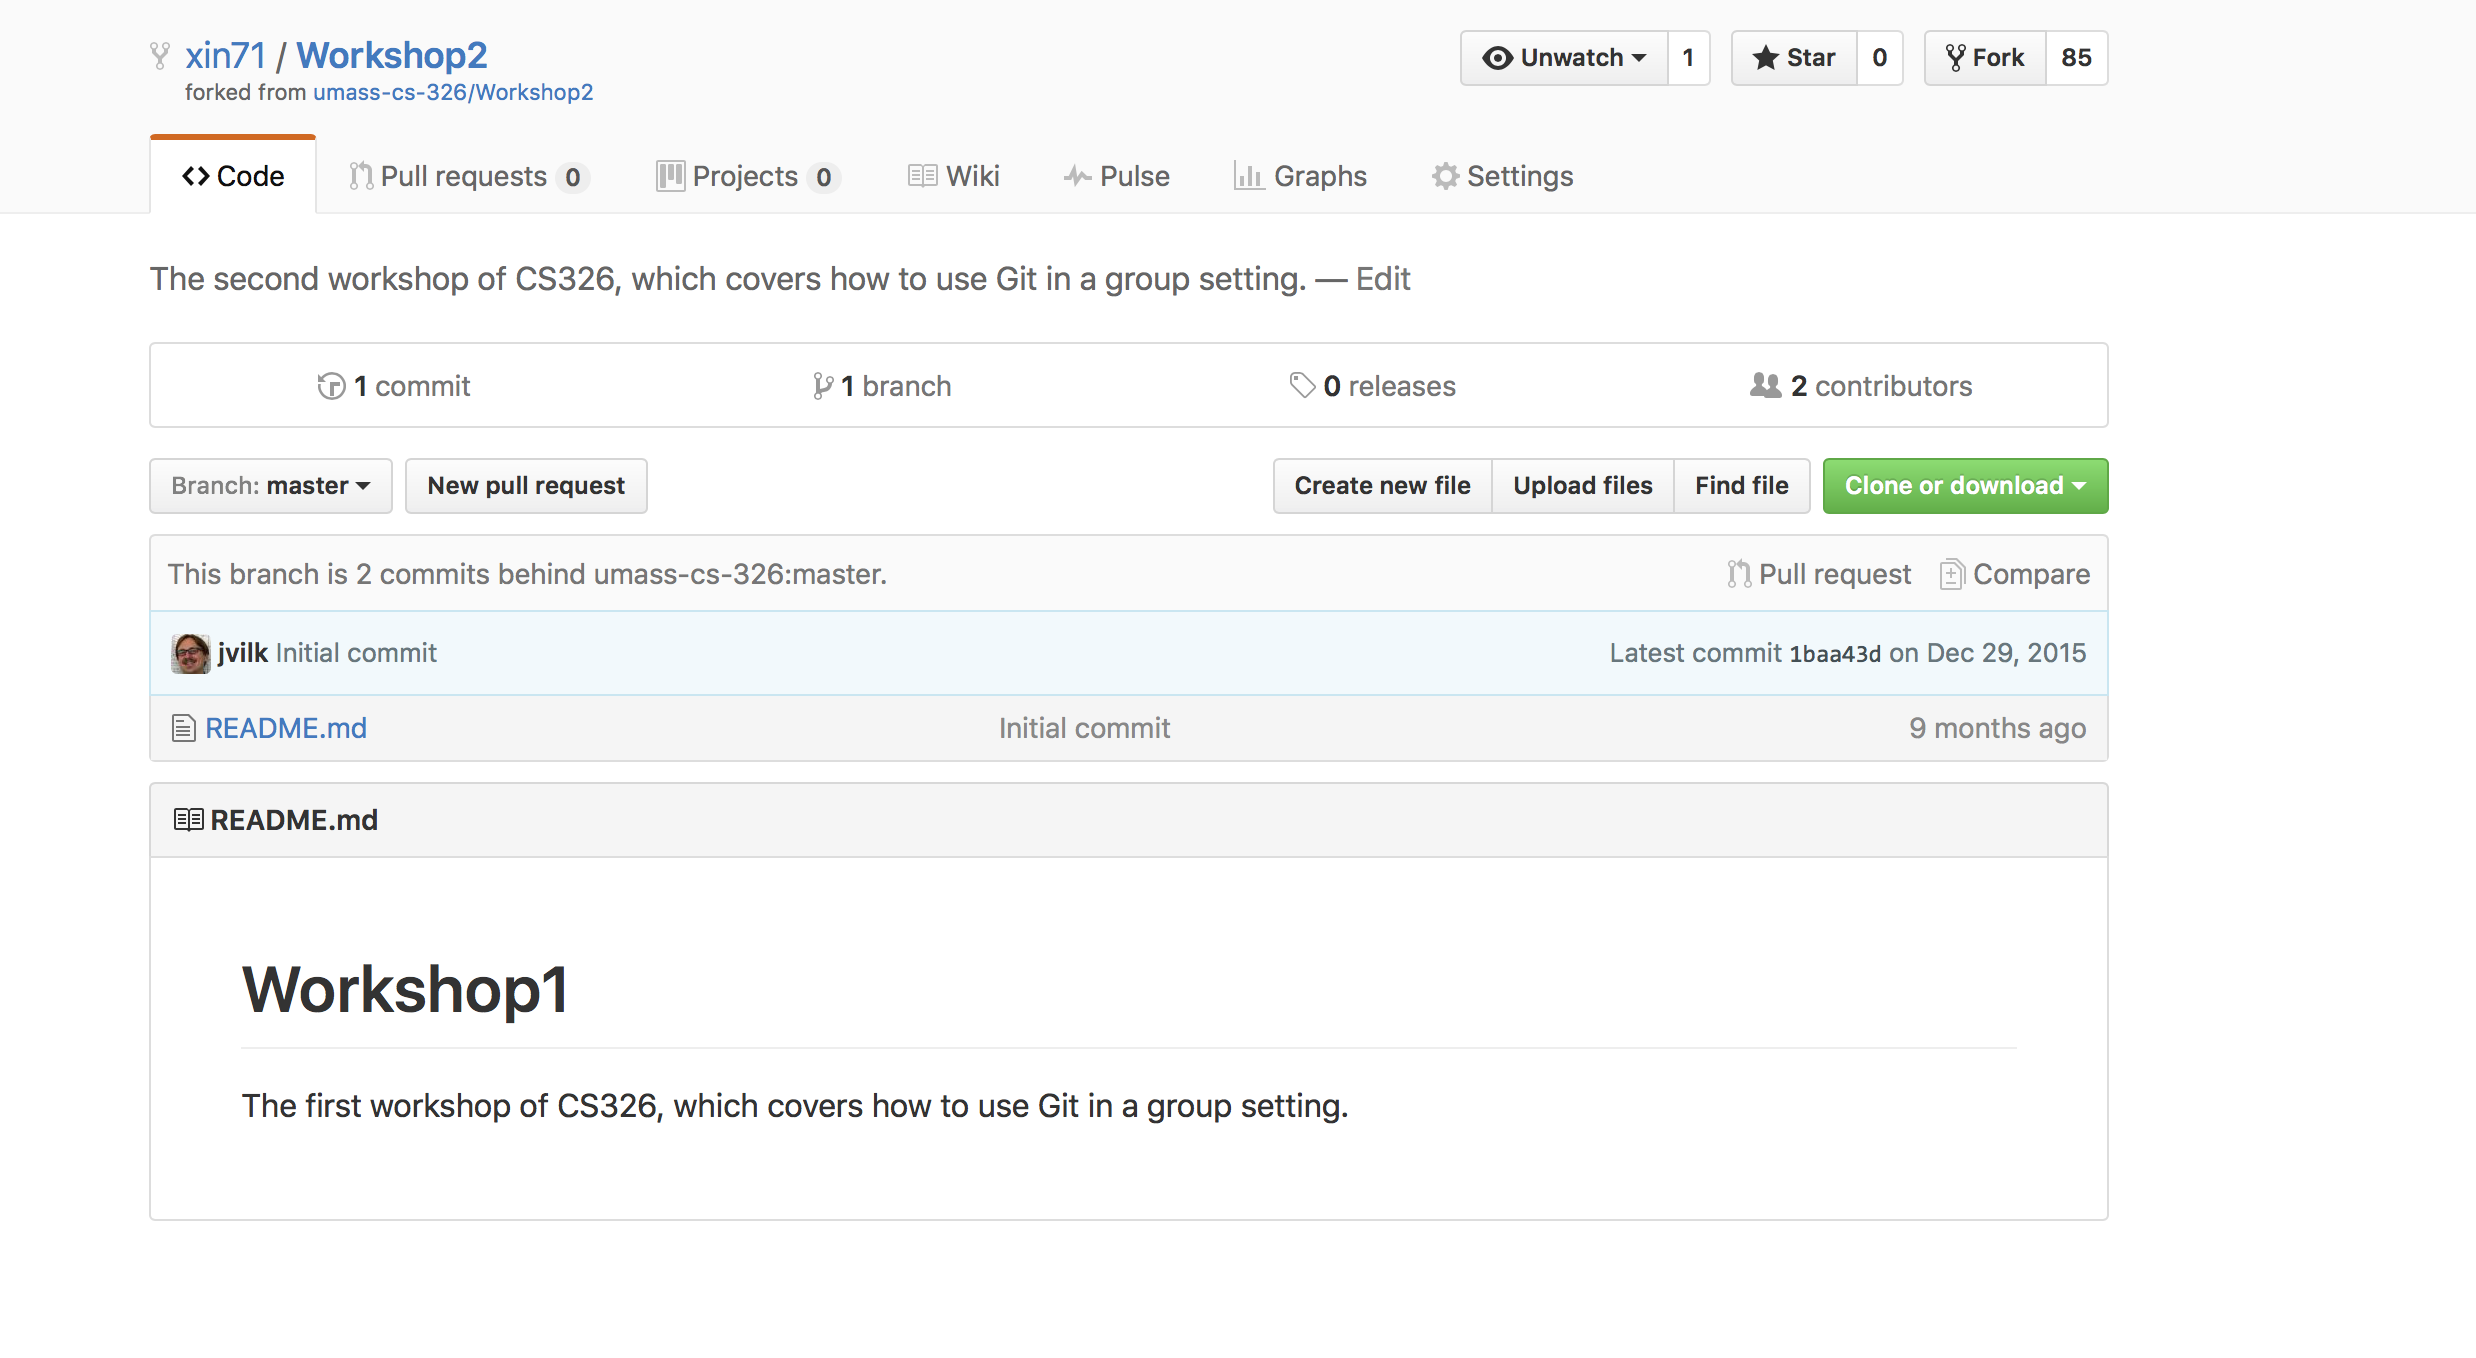 xin71 / Workshop2
Unwatch 1 Star 0 Fork 85
forked from umass-cs-326/Workshop2
Code Pull requests 0 Projects 0 Wiki Pulse Graphs Settings
The second workshop of CS326, which covers how to use Git in a group setting. — Edit
1 commit 1 branch 0 releases 2 contributors
Branch: master New pull request Create new file Upload files Find file Clone or download
This branch is 2 commits behind umass-cs-326:master. Pull request Compare
jvilk Initial commit Latest commit 1baa43d on Dec 29, 2015
README.md Initial commit 9 months ago
README.md
Workshop1
The first workshop of CS326, which covers how to use Git in a group setting.